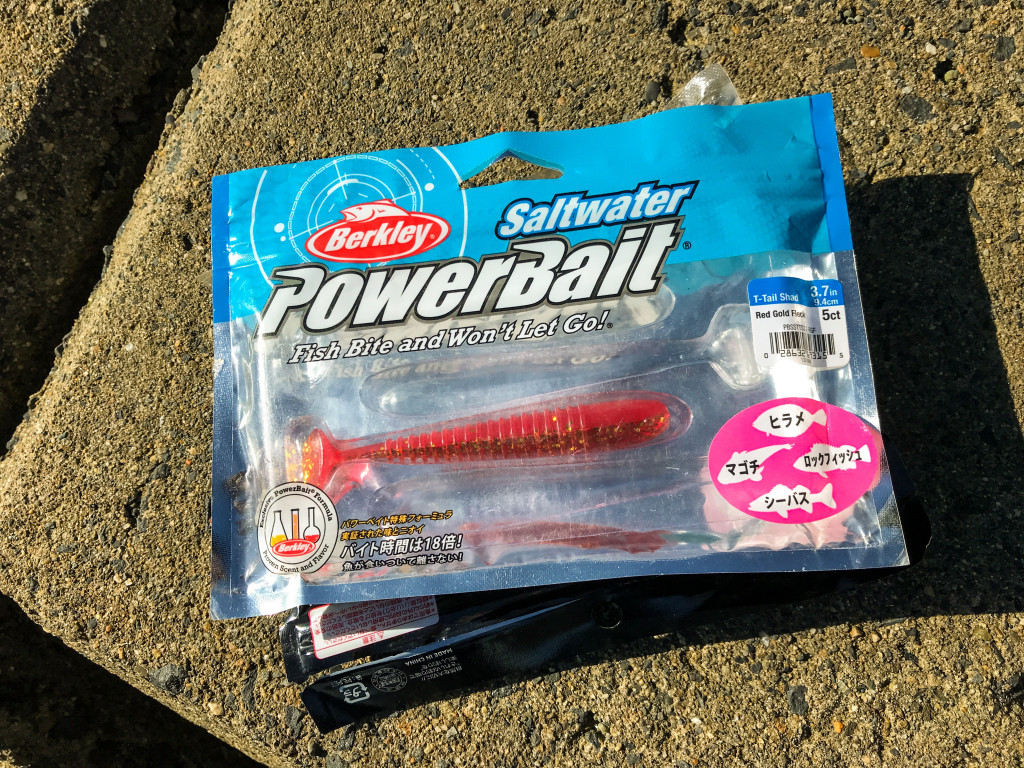 Berkley
Saltwater
PowerBait®
Fish Bite and Won't Let Go!®
T-Tail Shad
3.7in
9.4cm
Red Gold Fleck
5ct
ヒラメ
マゴチ
ロックフィッシュ
シーバス
Exclusive PowerBait® Formula
Berkley
Proven Scent and Flavor
パワーベイト特殊フォーミュラ
実証された味とニオイ
バイト時間は18倍!
魚が食いついて離さない!
MADE IN CHINA